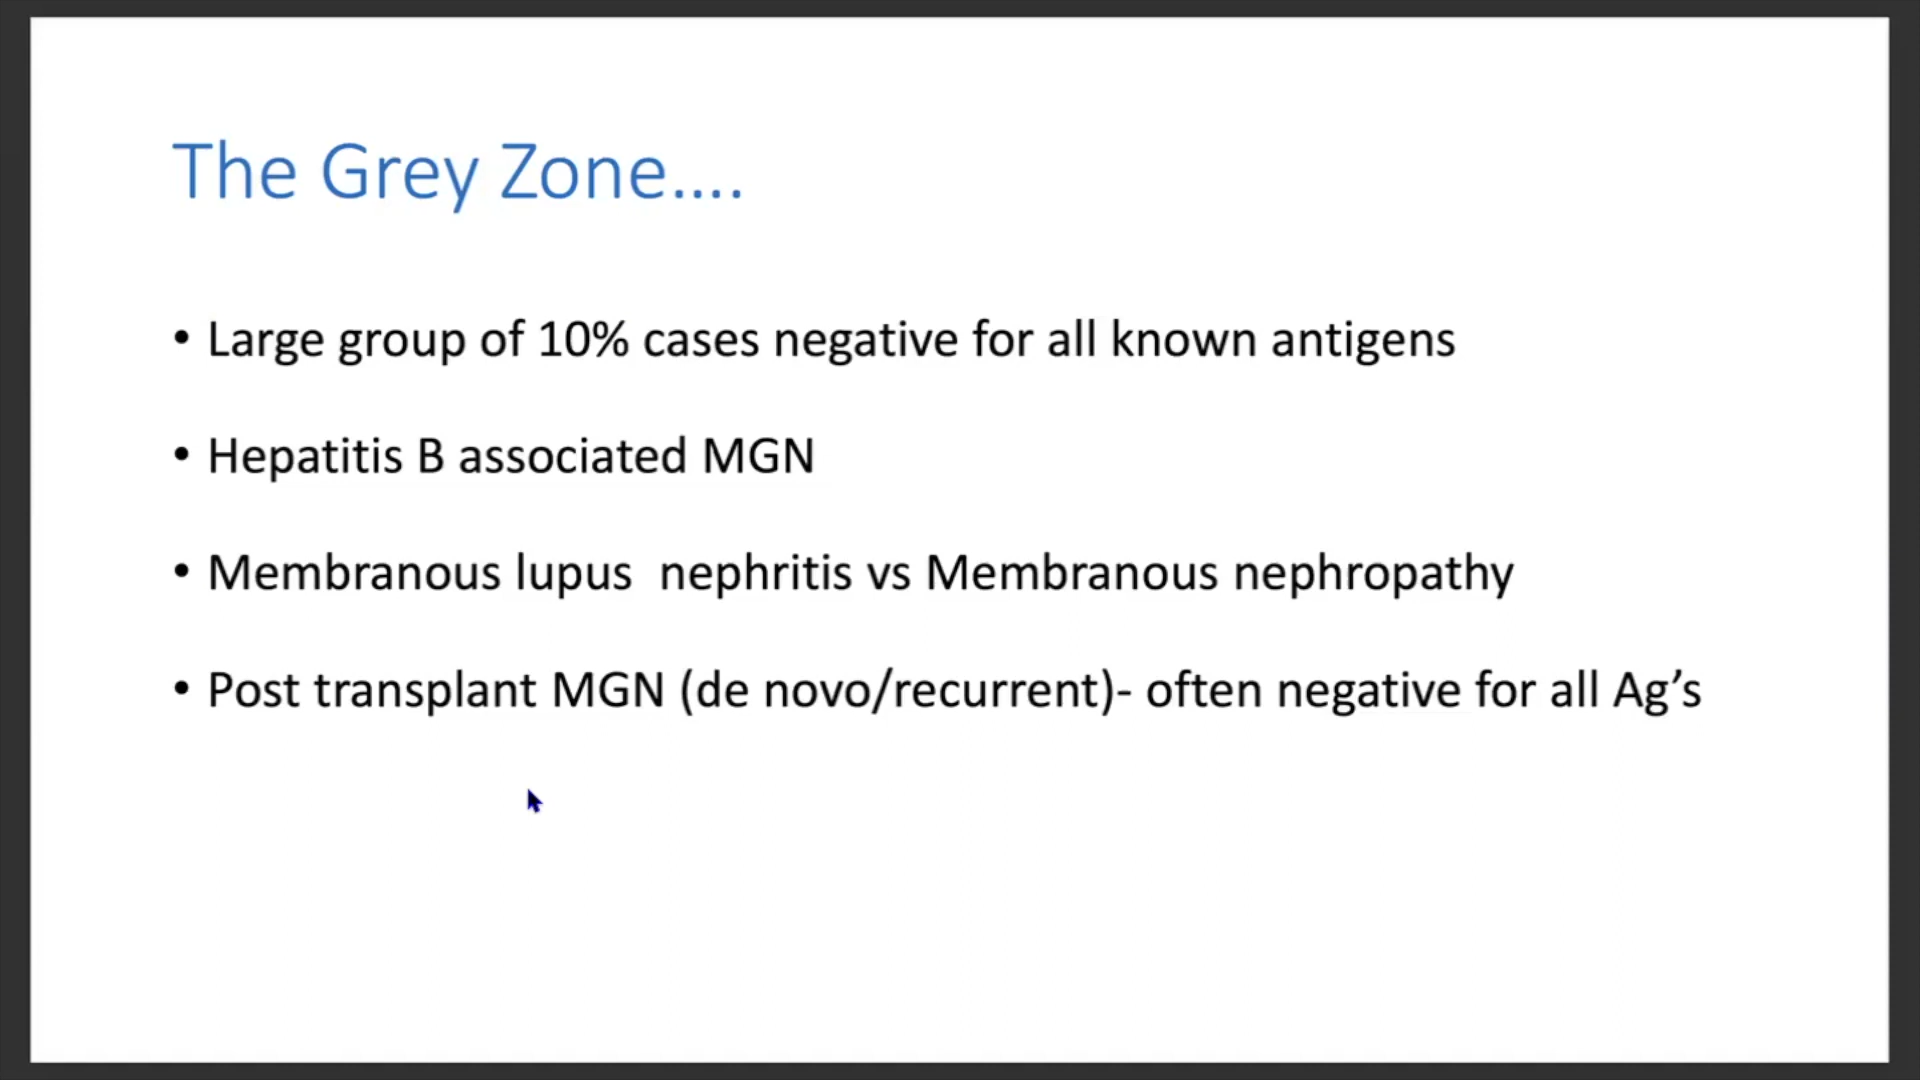 The Grey Zone....
• Large group of 10% cases negative for all known antigens
• Hepatitis B associated MGN
• Membranous lupus  nephritis vs Membranous nephropathy
• Post transplant MGN (de novo/recurrent)- often negative for all Ag’s